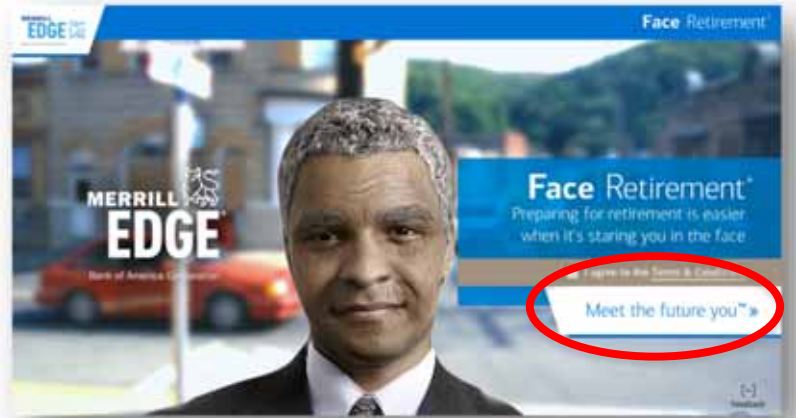 MERRILL
EDGE
Face Retirement®
MERRILL
EDGE®
Bank of America Corporation
Face Retirement®
Preparing for retirement is easier
when it's staring you in the face
I agree to the Terms &
Meet the future you™ »
[-]
Feedback